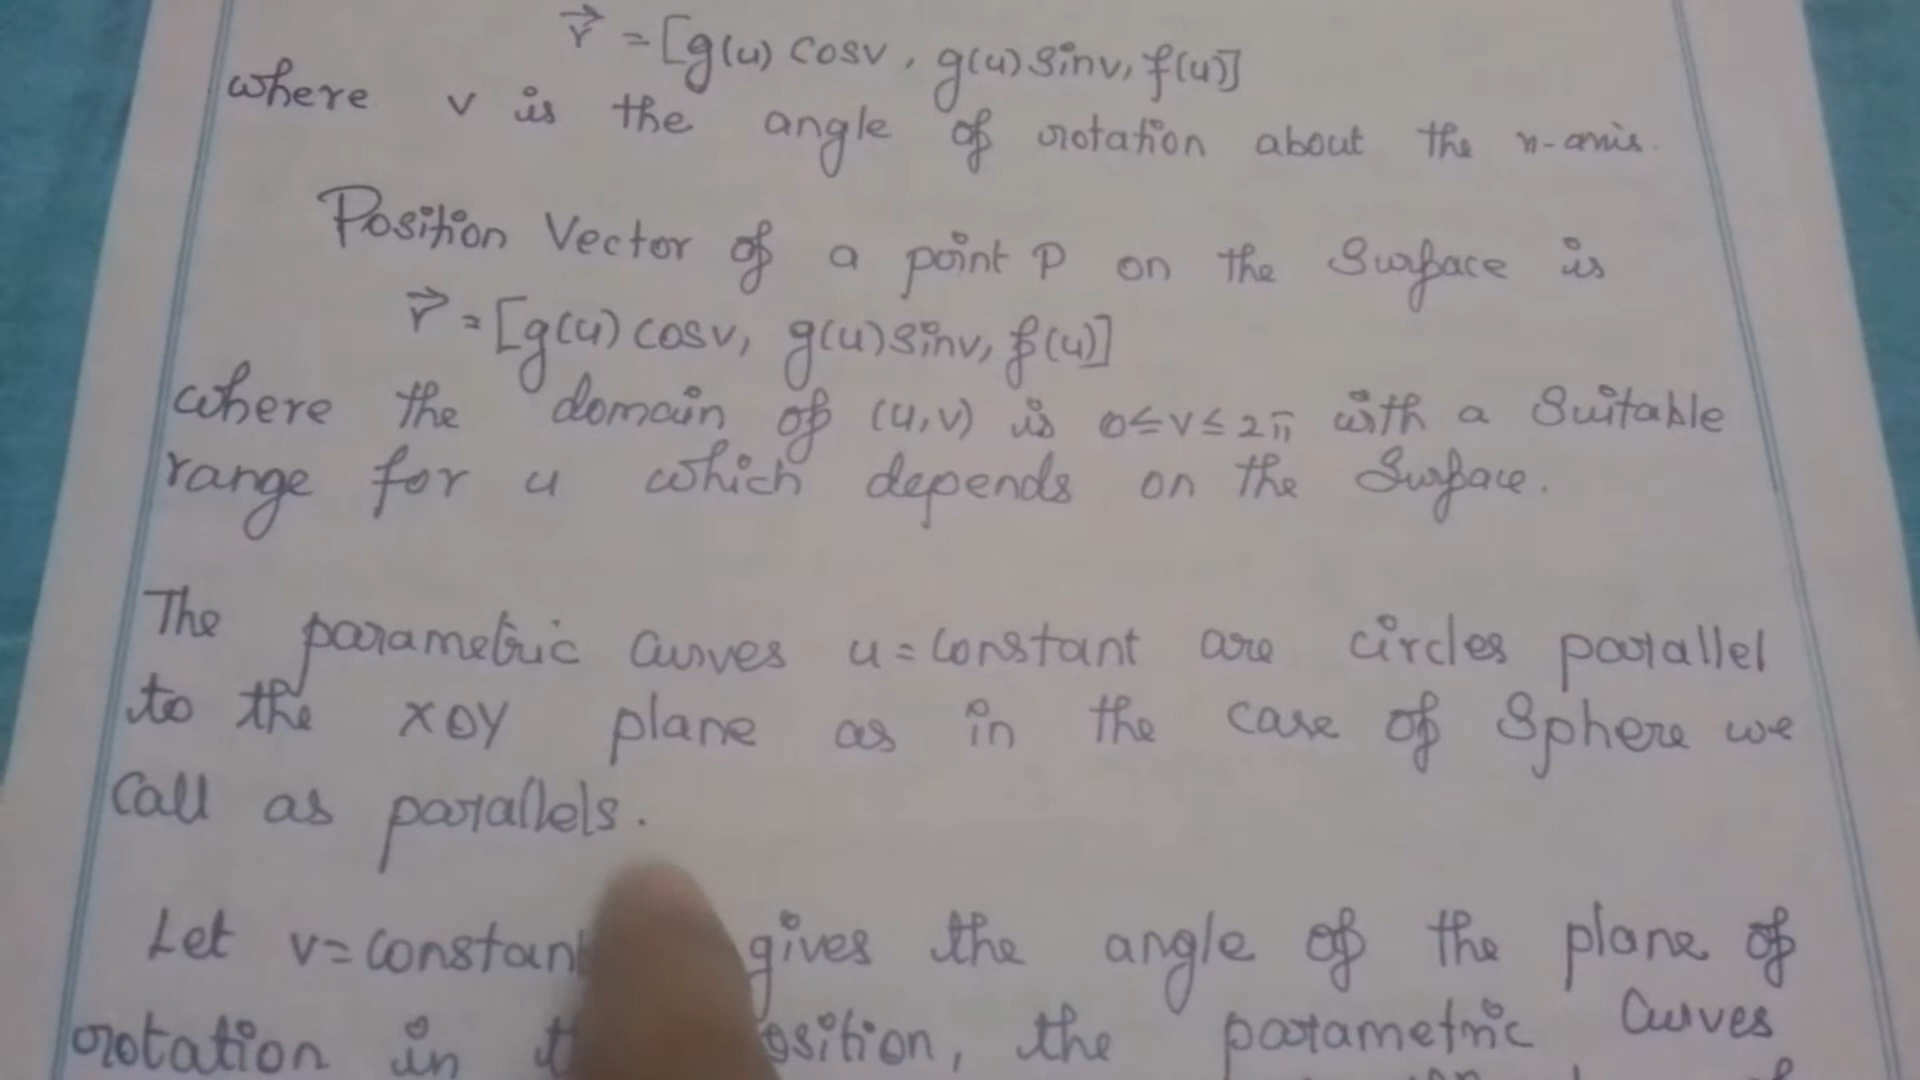 r⃗ = [g(u) cosv, g(u) sinv, f(u)]
where v is the angle of rotation about the x-axis.
Position Vector of a point P on the Surface is
r⃗ = [g(u) cosv, g(u) sinv, f(u)]
where the domain of (u,v) is 0≤v≤2π with a Suitable
range for u which depends on the Surface.
The parametric curves u=constant are circles parallel
to the XOY plane as in the case of Sphere we
Call as parallels.
Let v=constant gives the angle of the plane of
rotation in the the parametric Curves